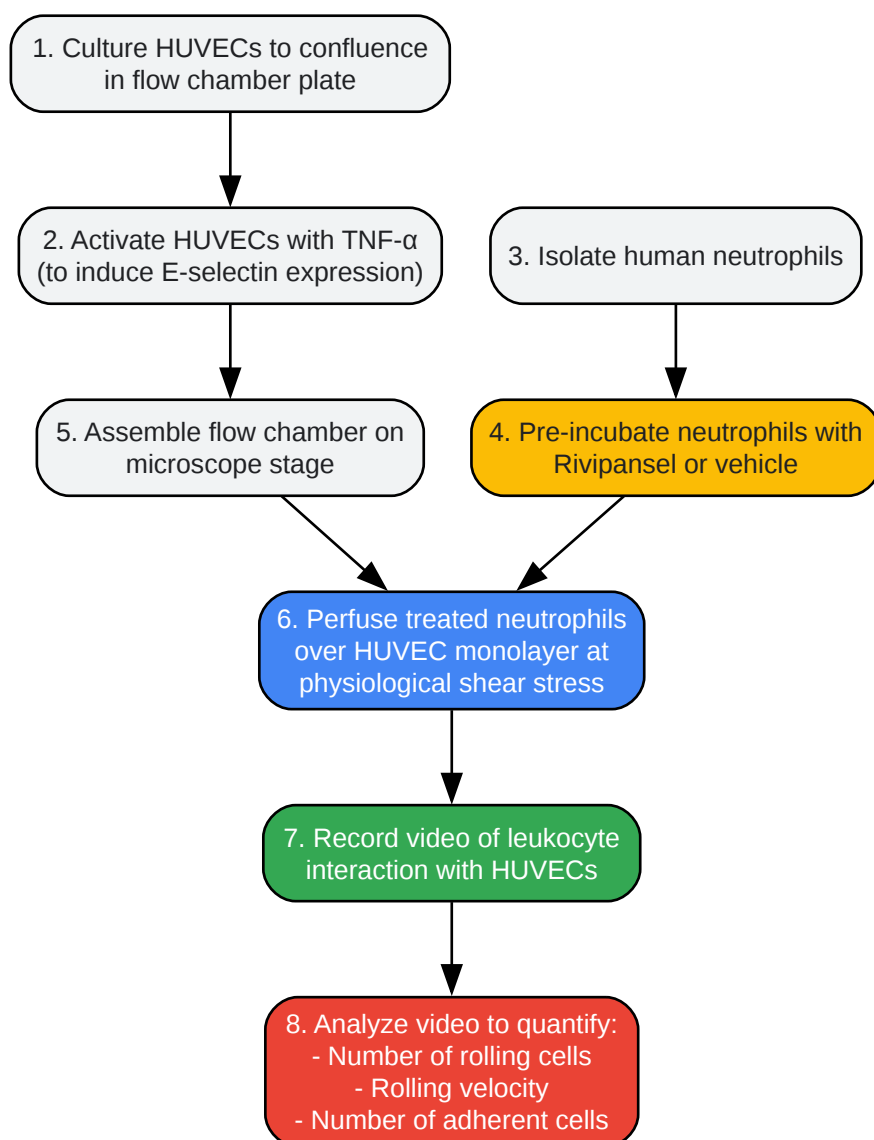 1. Culture HUVECs to confluence
in flow chamber plate
2. Activate HUVECs with TNF-α
(to induce E-selectin expression)
3. Isolate human neutrophils
5. Assemble flow chamber on
microscope stage
4. Pre-incubate neutrophils with
Rivipansel or vehicle
6. Perfuse treated neutrophils
over HUVEC monolayer at
physiological shear stress
7. Record video of leukocyte
interaction with HUVECs
8. Analyze video to quantify:
- Number of rolling cells
- Rolling velocity
- Number of adherent cells